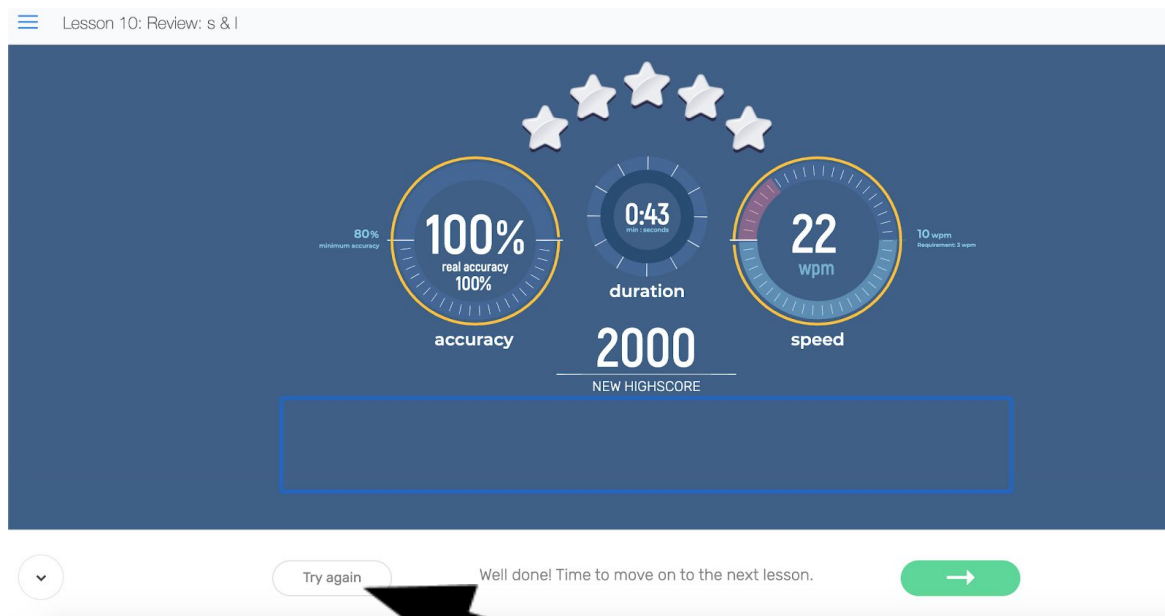 Lesson 10: Review: s & l
80%
minimum accuracy
100%
real accuracy
100%
accuracy
0:43
min : seconds
duration
22
wpm
speed
10 wpm
Requirement: 3 wpm
2000
NEW HIGHSCORE
Try again
Well done! Time to move on to the next lesson.